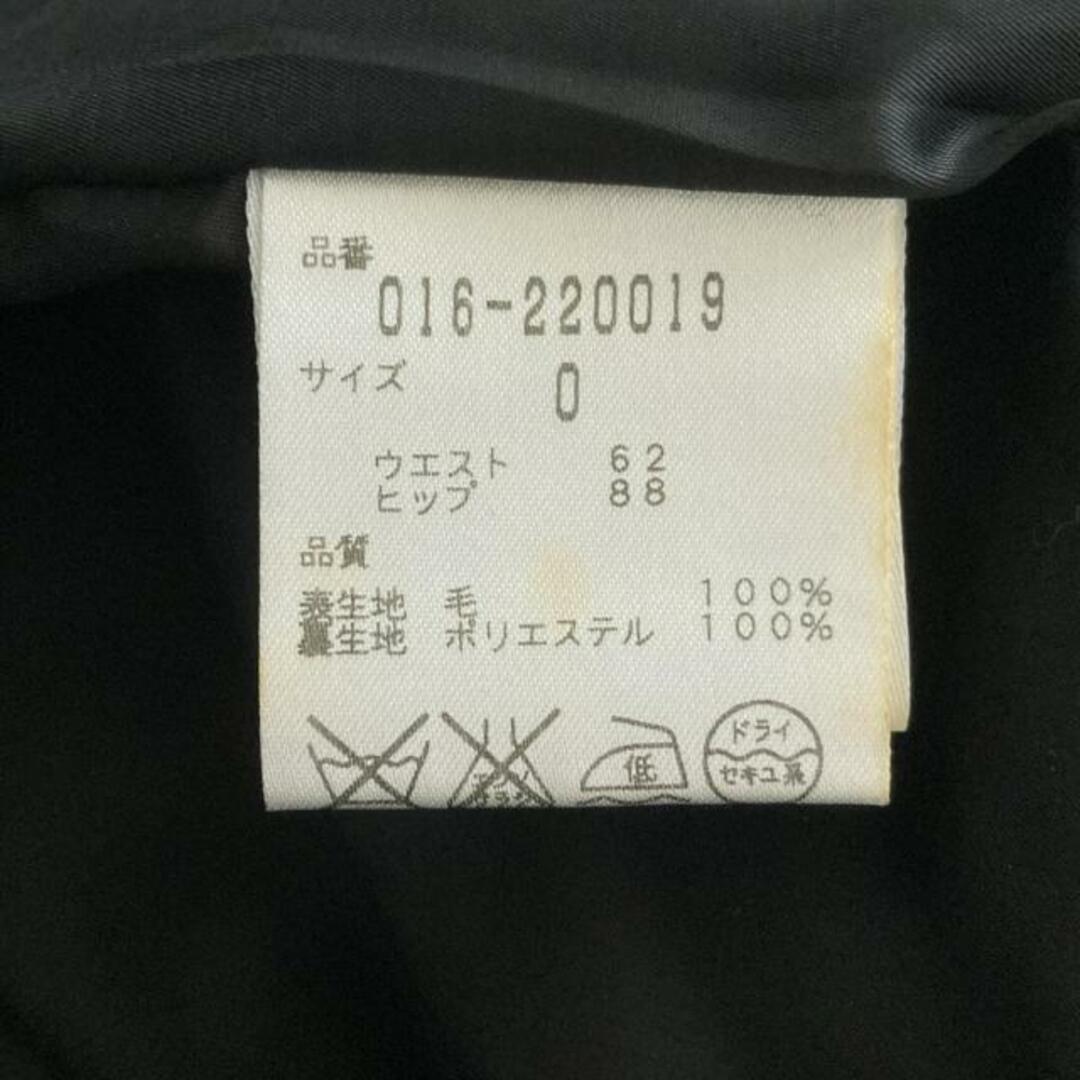 品番
016-220019
サイズ 0
ウエスト 62
ヒップ 88
品質
表生地 毛 100%
裏生地 ポリエステル 100%
低
ドライ
セキユ系